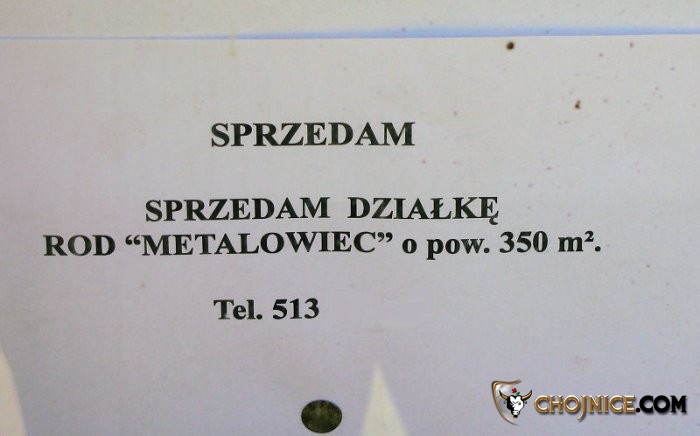 SPRZEDAM
SPRZEDAM DZIAŁKĘ
ROD “METALOWIEC” o pow. 350 m².
Tel. 513
CHOJNICE.COM